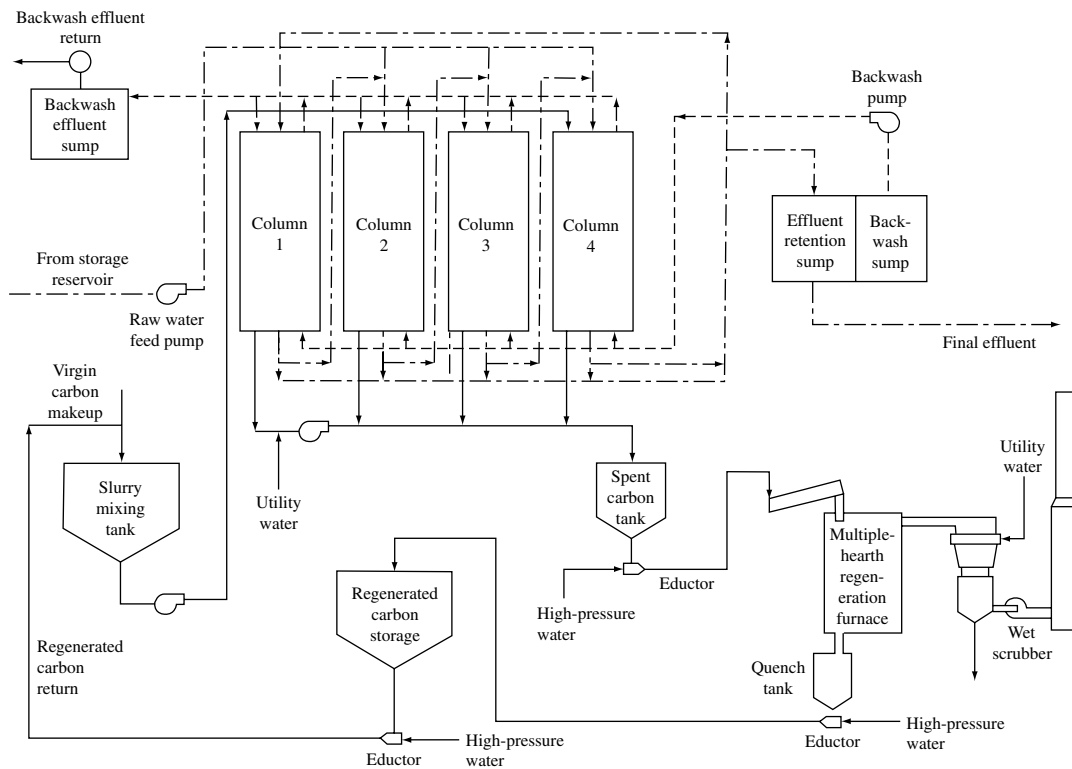 Backwash effluent
return
Backwash
effluent
sump
Backwash
pump
Column
1
Column
2
Column
3
Column
4
Effluent
retention
sump
Back-
wash
sump
From storage
reservoir
Raw water
feed pump
Final effluent
Virgin
carbon
makeup
Slurry
mixing
tank
Utility
water
Spent
carbon
tank
Utility
water
Multiple-
hearth
regen-
eration
furnace
Eductor
High-pressure
water
Regenerated
carbon
storage
Wet
scrubber
Regenerated
carbon
return
Quench
tank
High-pressure
water
Eductor
High-pressure
water
Eductor